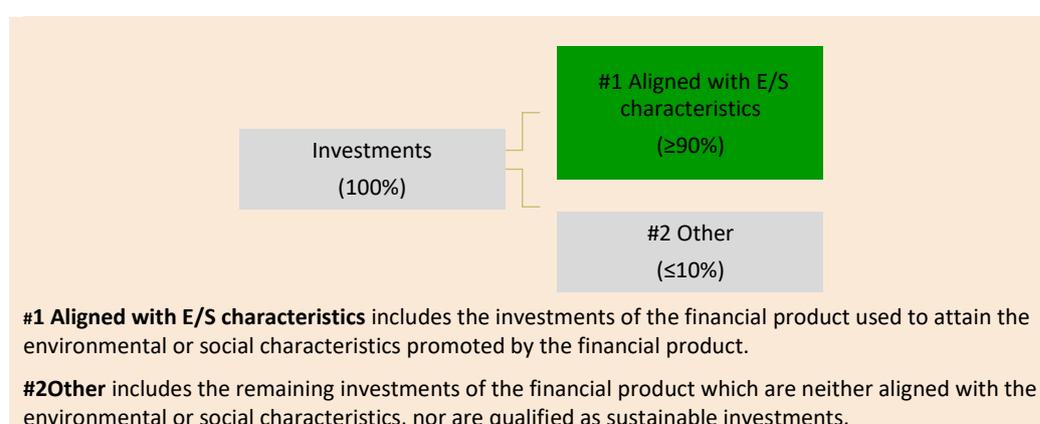 #1 Aligned with E/S
characteristics
(≥90%)
Investments
(100%)
#2 Other
(≤10%)
#1 Aligned with E/S characteristics includes the investments of the financial product used to attain the
environmental or social characteristics promoted by the financial product.
#2Other includes the remaining investments of the financial product which are neither aligned with the
environmental or social characteristics, nor are qualified as sustainable investments.